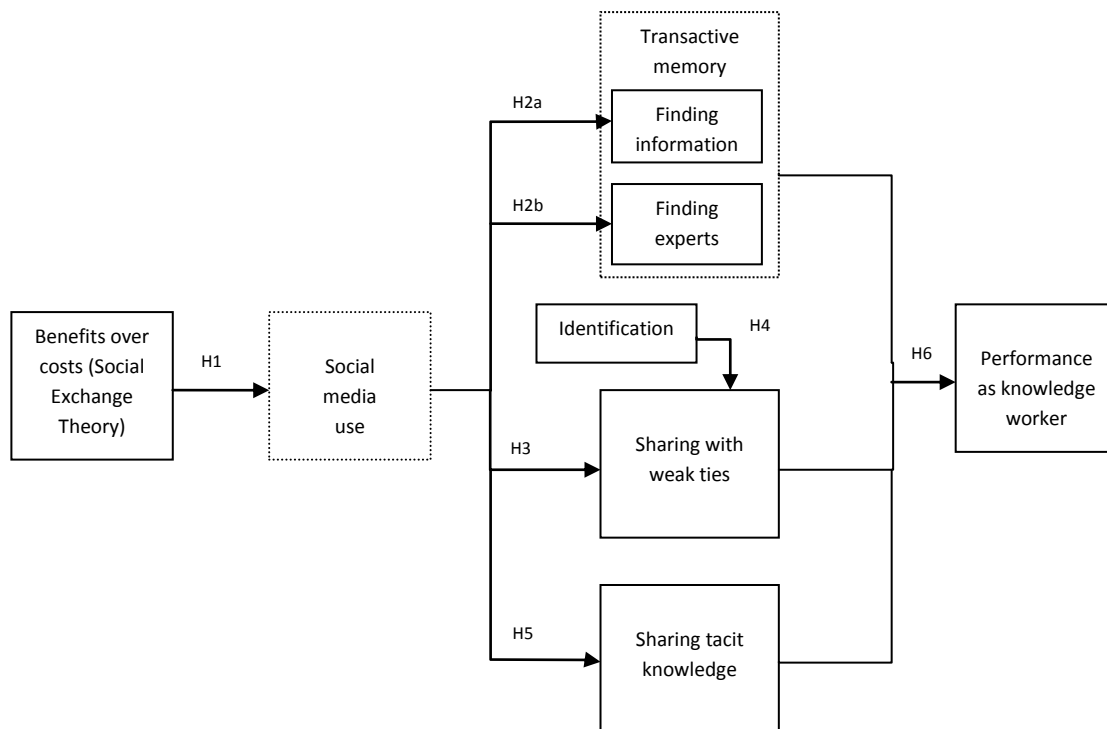 Transactive
memory
H2a
Finding
information
H2b
Finding
experts
Benefits over
costs (Social
Exchange
Theory)
H1
Social
media
use
Identification
H4
H6
Performance
as knowledge
worker
H3
Sharing with
weak ties
H5
Sharing tacit
knowledge